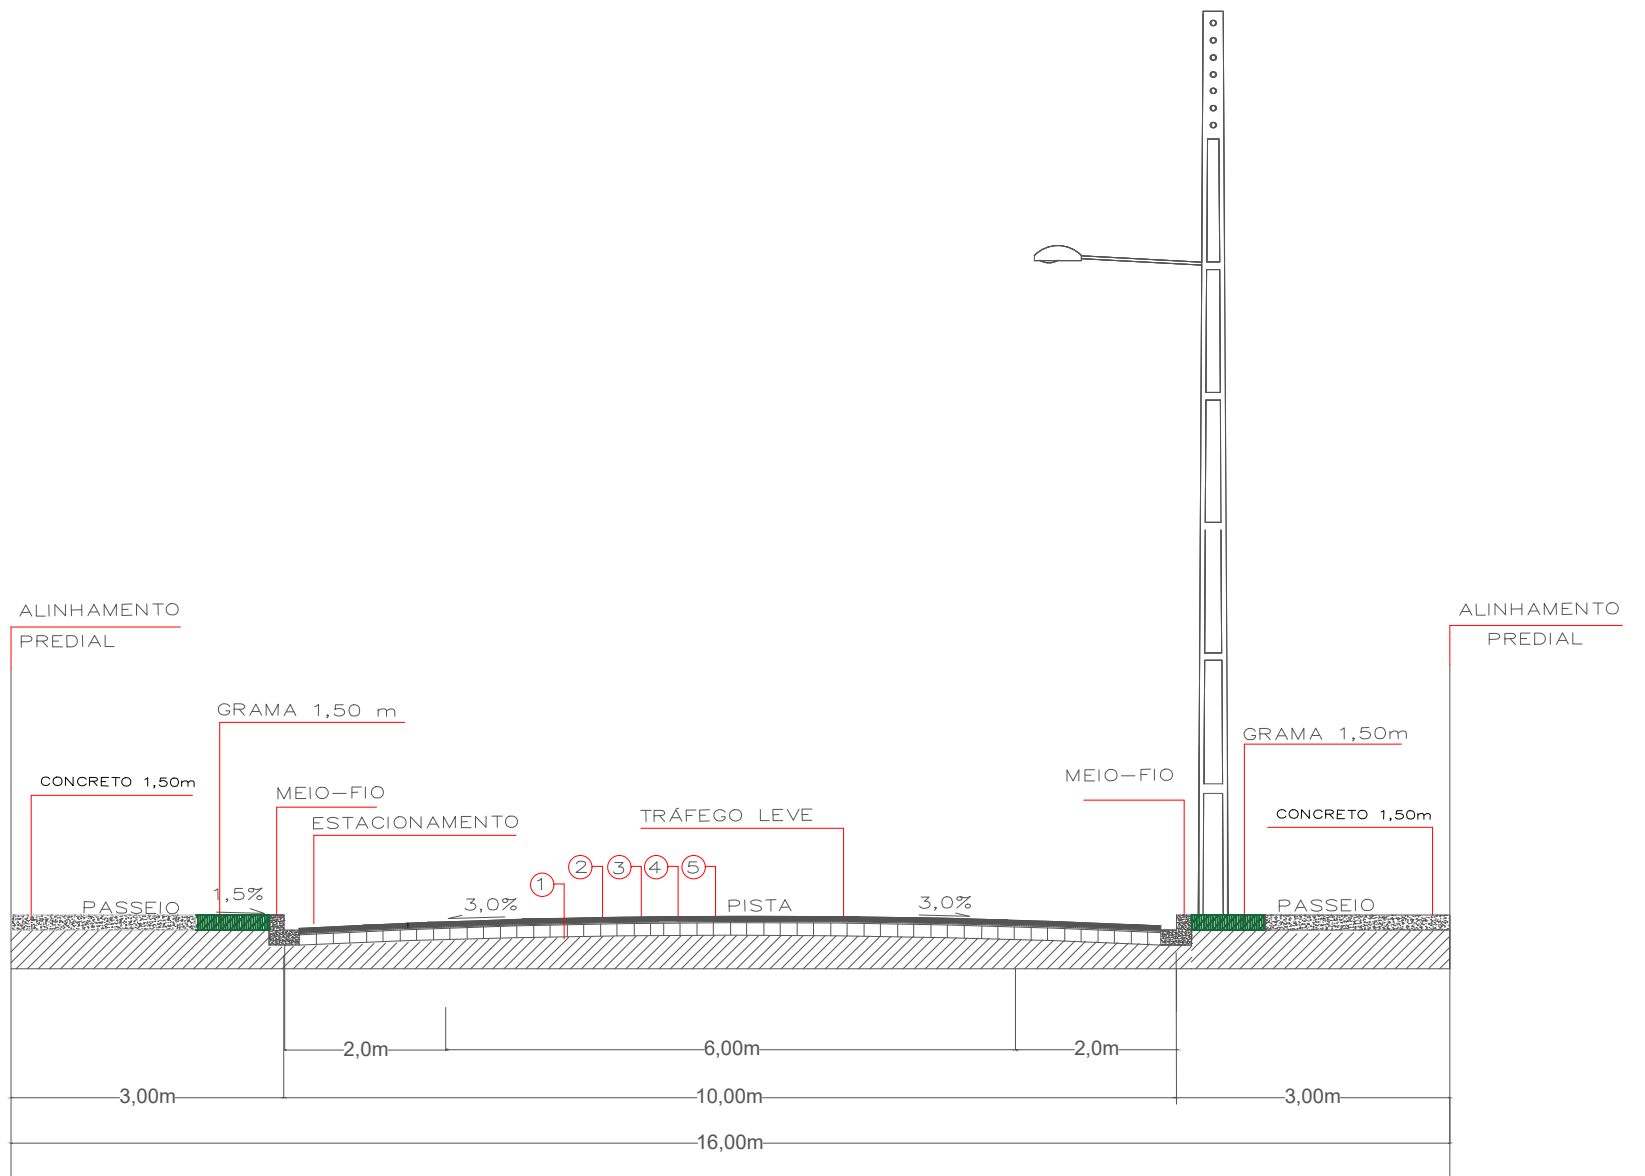 ALINHAMENTO
PREDIAL
ALINHAMENTO
PREDIAL
GRAMA 1,50 m
GRAMA 1,50m
CONCRETO 1,50m
MEIO-FIO
MEIO-FIO
ESTACIONAMENTO
TRÁFEGO LEVE
CONCRETO 1,50m
1
2
3
4
5
PASSEIO
1,5%
3,0%
PISTA
3,0%
PASSEIO
2,0m
6,00m
2,0m
3,00m
10,00m
3,00m
16,00m